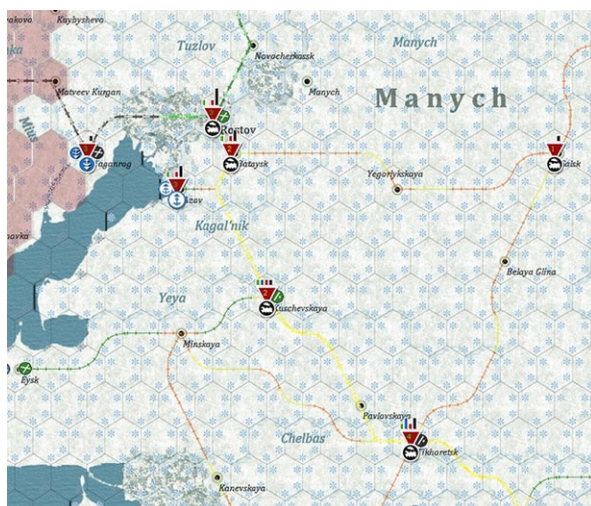 Kuybyshevo
Tuzlov
Manych
Novocherkassk
Matveev Kurgan
Manych
Manych
Mius
Rostov
Taganrog
Bataysk
Salsk
Yegorlykskaya
Azov
Kagal'nik
Belaya Glina
Yeya
Kuschevskaya
Minskaya
Eysk
Pavlovskaya
Chelbas
Tikhoretsk
Kanevskaya